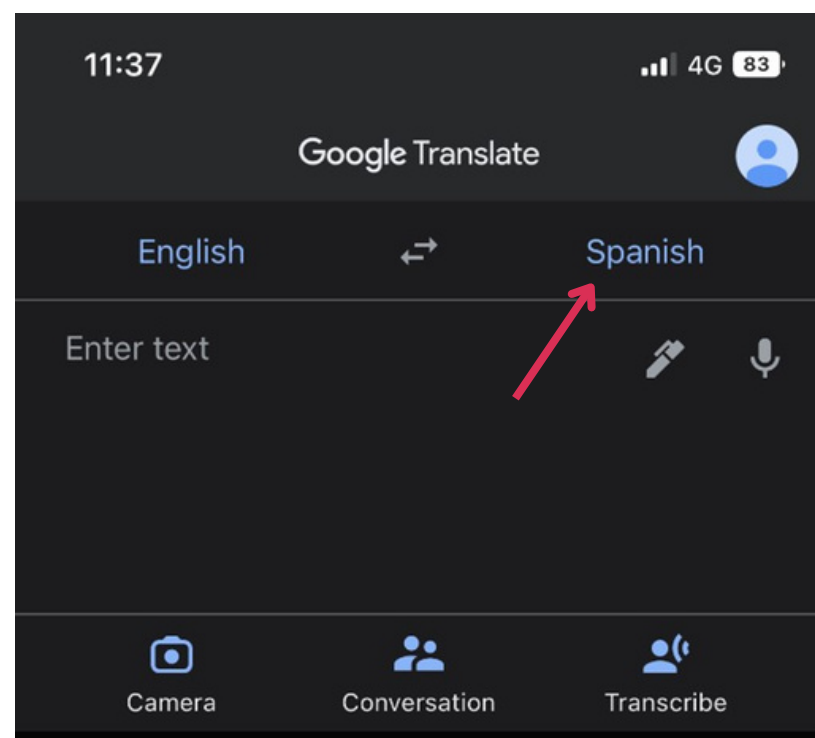 11:37 4G 83
Google Translate
English Spanish
Enter text
Camera Conversation Transcribe